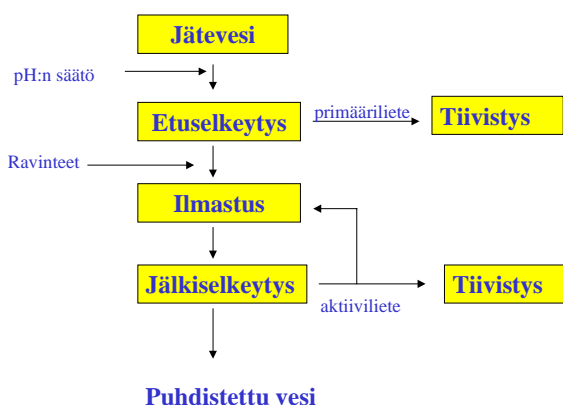 Jätevesi
pH:n säätö
Etuselkeytys
primääriliete
Tiivistys
Ravinteet
Ilmastus
Jälkiselkeytys
aktiiviliete
Tiivistys
Puhdistettu vesi